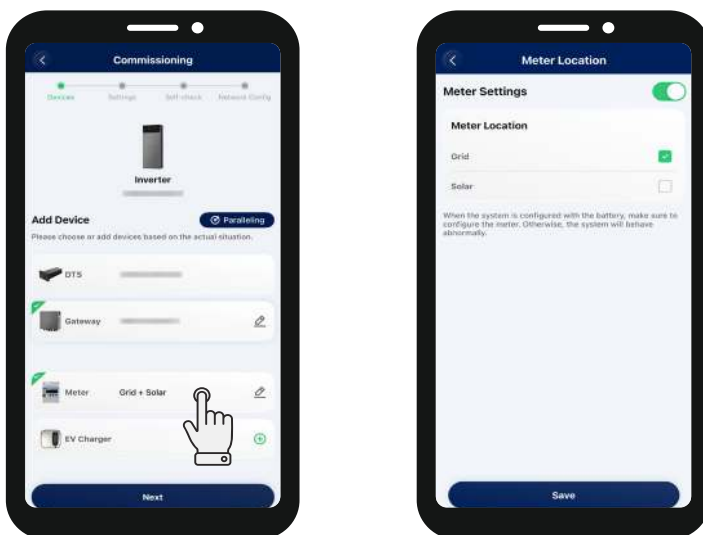 Commissioning
Devices Settings Self-check Network Config
Inverter
Add Device Paralleling
Please choose or add devices based on the actual situation.
DTS
Gateway
Meter Grid + Solar
EV Charger
Next
Meter Location
Meter Settings
Meter Location
Grid
Solar
When the system is configured with the battery, make sure to
configure the meter. Otherwise, the system will behave
abnormally.
Save